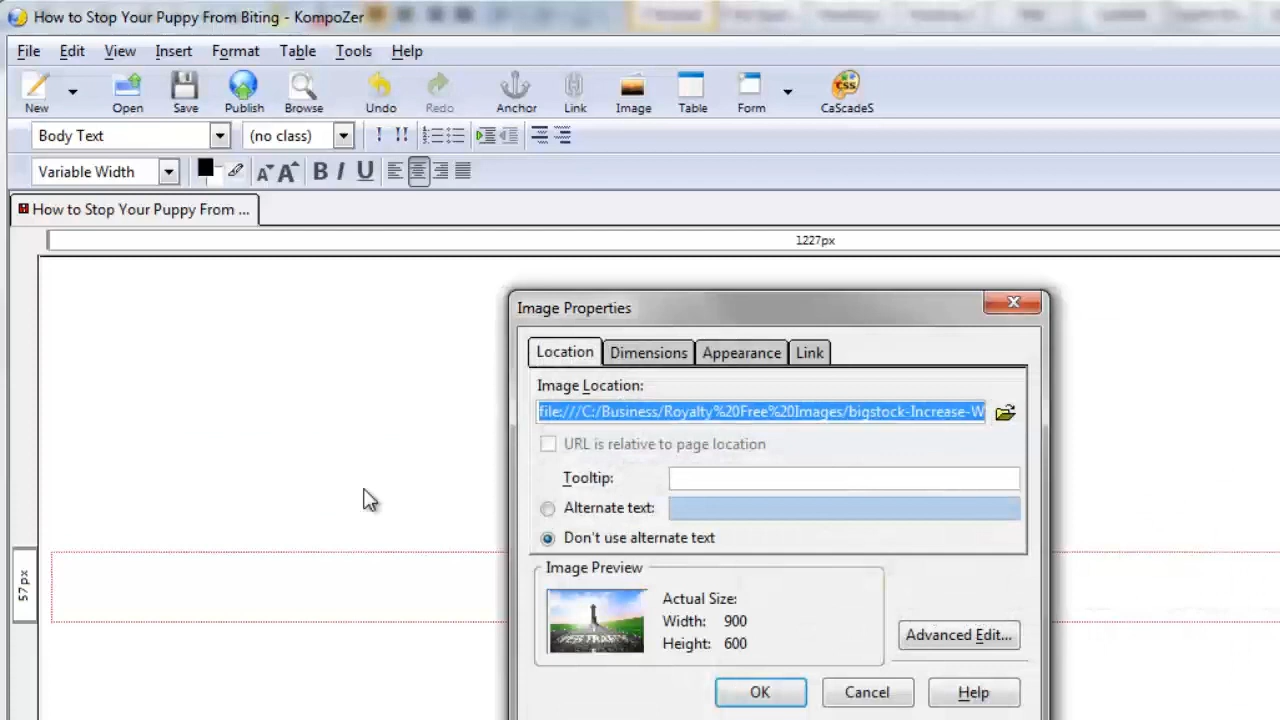 How to Stop Your Puppy From Biting - KompoZer
File Edit View Insert Format Table Tools Help
New Open Save Publish Browse Undo Redo Anchor Link Image Table Form CaScadeS
Body Text (no class) ! !!
Variable Width A A B I U
How to Stop Your Puppy From ...
1227px
Image Properties
Location Dimensions Appearance Link
Image Location:
file:///C:/Business/Royalty%20Free%20Images/bigstock-Increase-W
URL is relative to page location
Tooltip:
Alternate text:
Don't use alternate text
57 px
Image Preview
Actual Size:
Width: 900
Height: 600
Advanced Edit...
OK Cancel Help